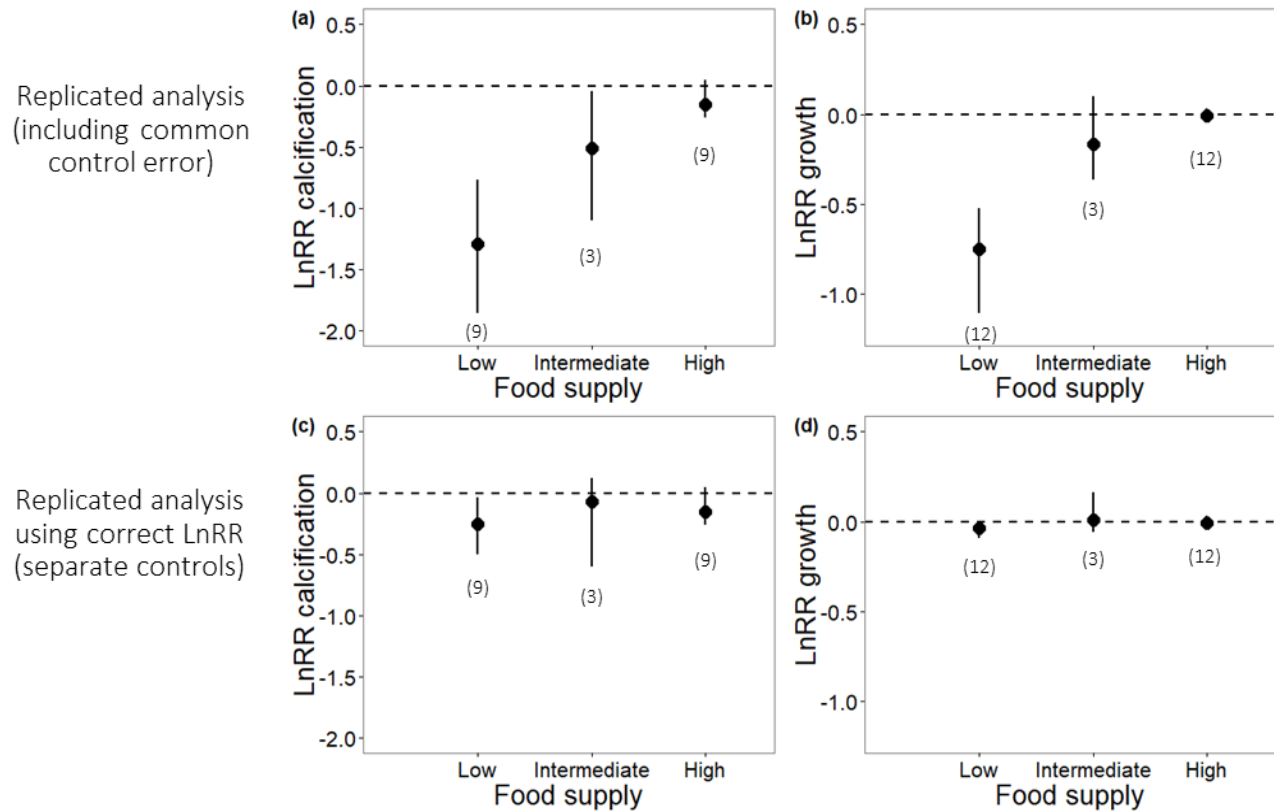 Replicated analysis
(including common
control error)
(a)
0.5
0.0
-0.5
-1.0
-1.5
-2.0
LnRR calcification
(9)
(3)
(9)
Low
Intermediate
High
Food supply
(b)
0.5
0.0
-0.5
-1.0
LnRR growth
(12)
(3)
(12)
Low
Intermediate
High
Food supply
Replicated analysis
using correct LnRR
(separate controls)
(c)
0.5
0.0
-0.5
-1.0
-1.5
-2.0
LnRR calcification
(9)
(3)
(9)
Low
Intermediate
High
Food supply
(d)
0.5
0.0
-0.5
-1.0
LnRR growth
(12)
(3)
(12)
Low
Intermediate
High
Food supply